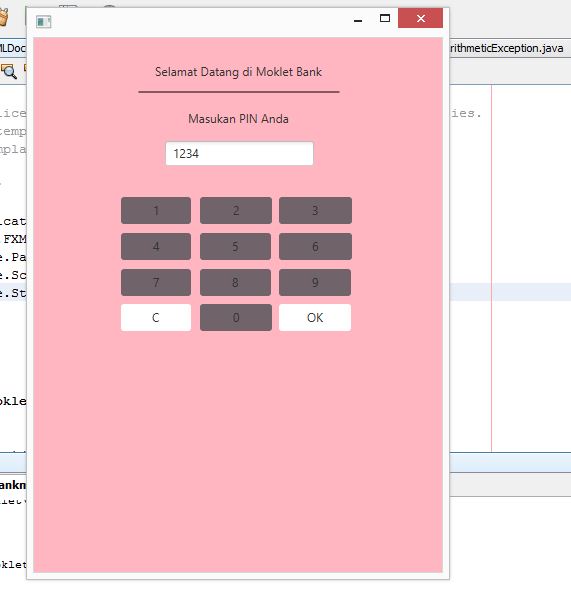 MLDoc
rithmeticException.java
Selamat Datang di Moklet Bank
Masukan PIN Anda
1234
1 2 3
4 5 6
7 8 9
C 0 OK
lice
ies.
temp
mpla
icat
.FXM
e.Pa
e.Sc
e.St
okle
ankm
oklet